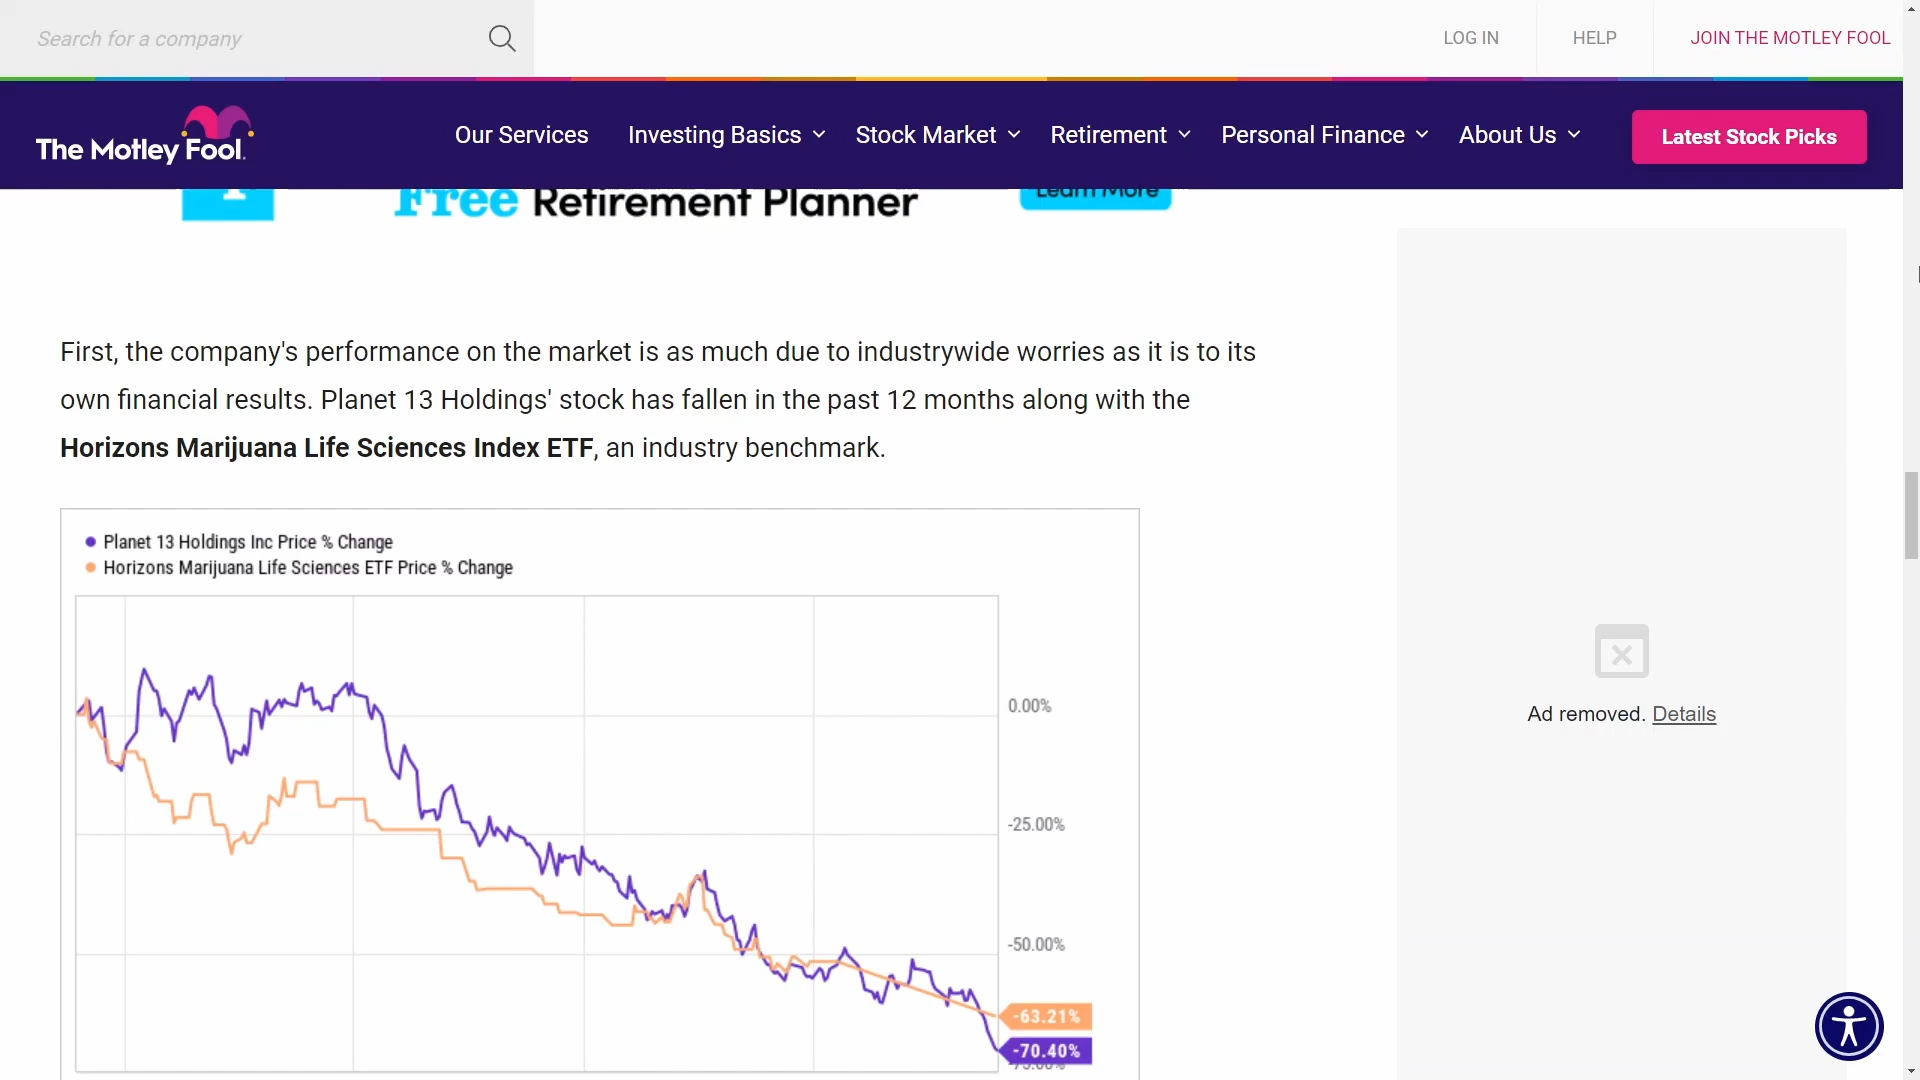 Search for a company
LOG IN
HELP
JOIN THE MOTLEY FOOL
The Motley Fool.
Our Services
Investing Basics
Stock Market
Retirement
Personal Finance
About Us
Latest Stock Picks
Free Retirement Planner
Learn More
First, the company's performance on the market is as much due to industrywide worries as it is to its
own financial results. Planet 13 Holdings' stock has fallen in the past 12 months along with the
Horizons Marijuana Life Sciences Index ETF, an industry benchmark.
Planet 13 Holdings Inc Price % Change
Horizons Marijuana Life Sciences ETF Price % Change
0.00%
-25.00%
-50.00%
-63.21%
-70.40%
-75.00%
Ad removed. Details